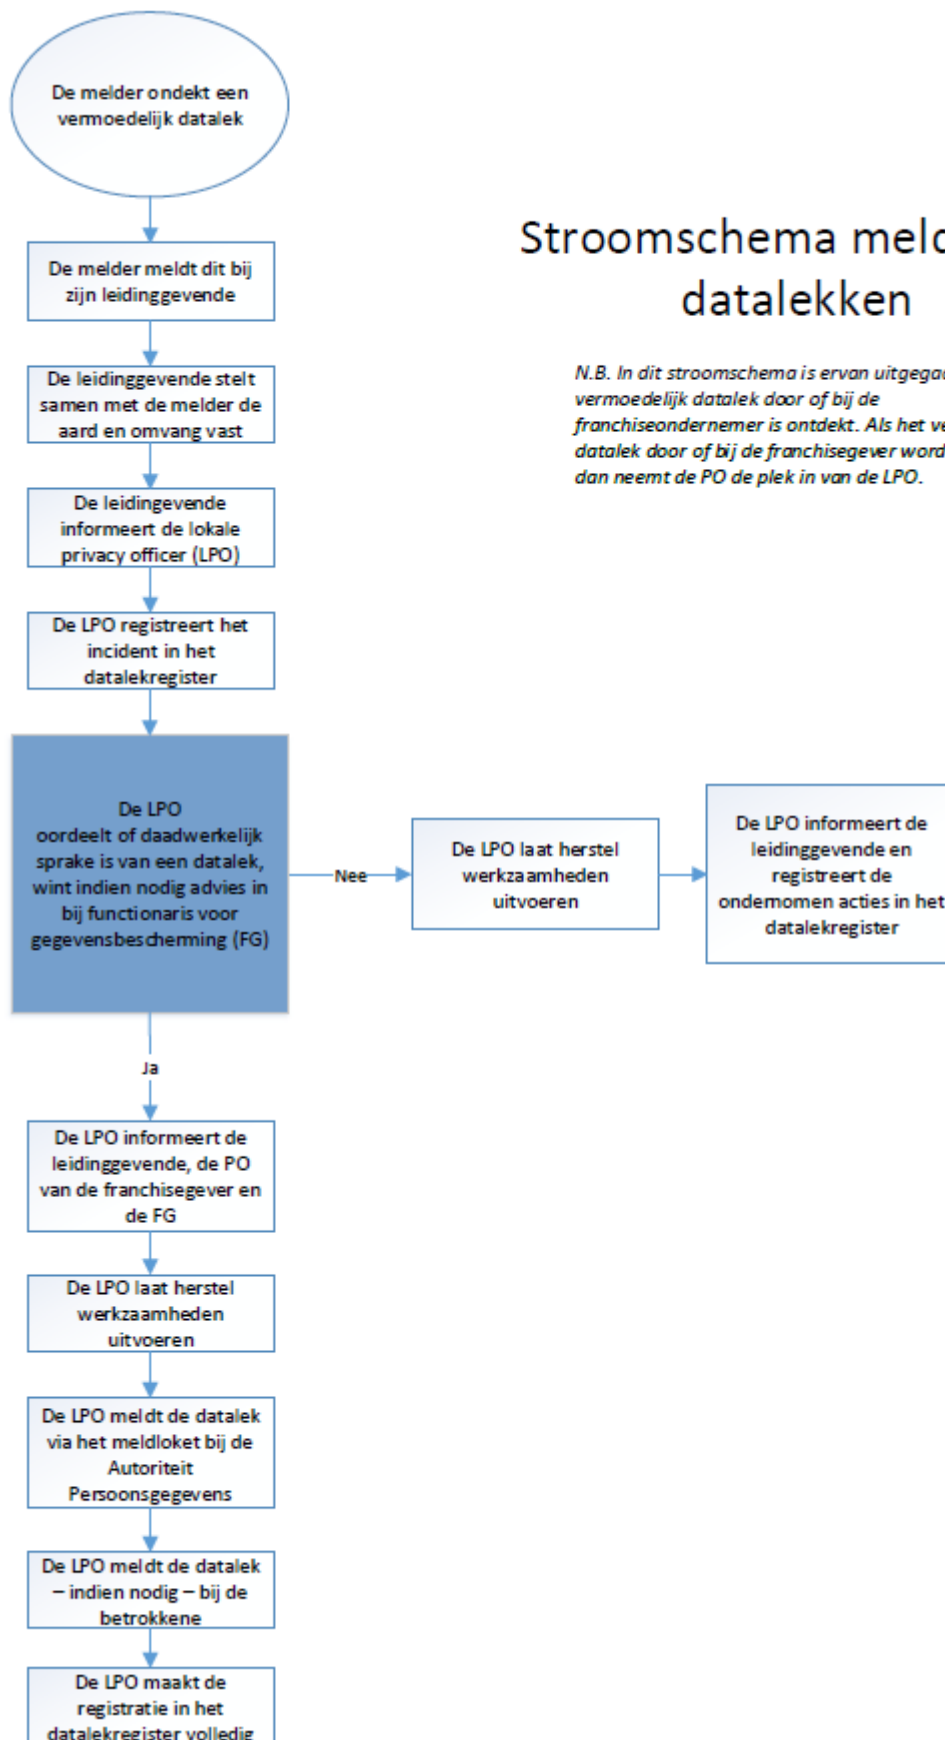 De melder ondekt een
vermoedelijk datalek
De melder meldt dit bij
zijn leidinggevende
De leidinggevende stelt
samen met de melder de
aard en omvang vast
De leidingevende
informeert de lokale
privacy officer (LPO)
De LPO registreert het
incident in het
datalekregister
De LPO
oordeelt of daadwerkelijk
sprake is van een datalek,
wint indien nodig advies in
bij functionaris voor
gegevensbescherming (FG)
Nee
De LPO laat herstel
werkzaamheden
uitvoeren
De LPO informeert de
leidinggevende en
registreert de
ondernomen acties in het
datalekregister
Ja
De LPO informeert de
leidinggevende, de PO
van de franchisegever en
de FG
De LPO laat herstel
werkzaamheden
uitvoeren
De LPO meldt de datalek
via het meldloket bij de
Autoriteit
Persoonsgegevens
De LPO meldt de datalek
– indien nodig – bij de
betrokkene
De LPO maakt de
registratie in het
datalekregister volledig
Stroomschema
datalekken
N.B. In dit stroomschema is ervan
vermoedelijk datalek door of bij de
franchiseondernemer is ontdekt. Als het
datalek door of bij de franchisegever
dan neemt de PO de plek in van de LPO.